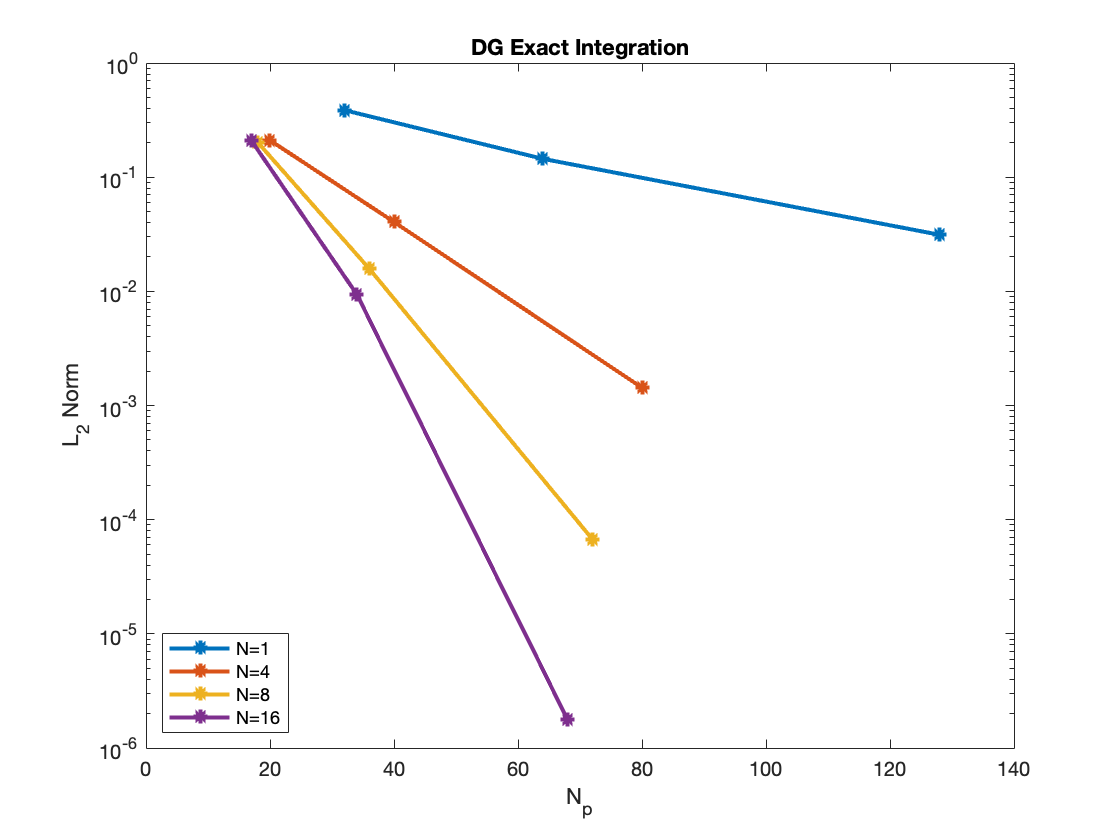 DG Exact Integration
10^0
10^-1
10^-2
10^-3
10^-4
10^-5
10^-6
L_2 Norm
N=1
N=4
N=8
N=16
0 20 40 60 80 100 120 140
N_p